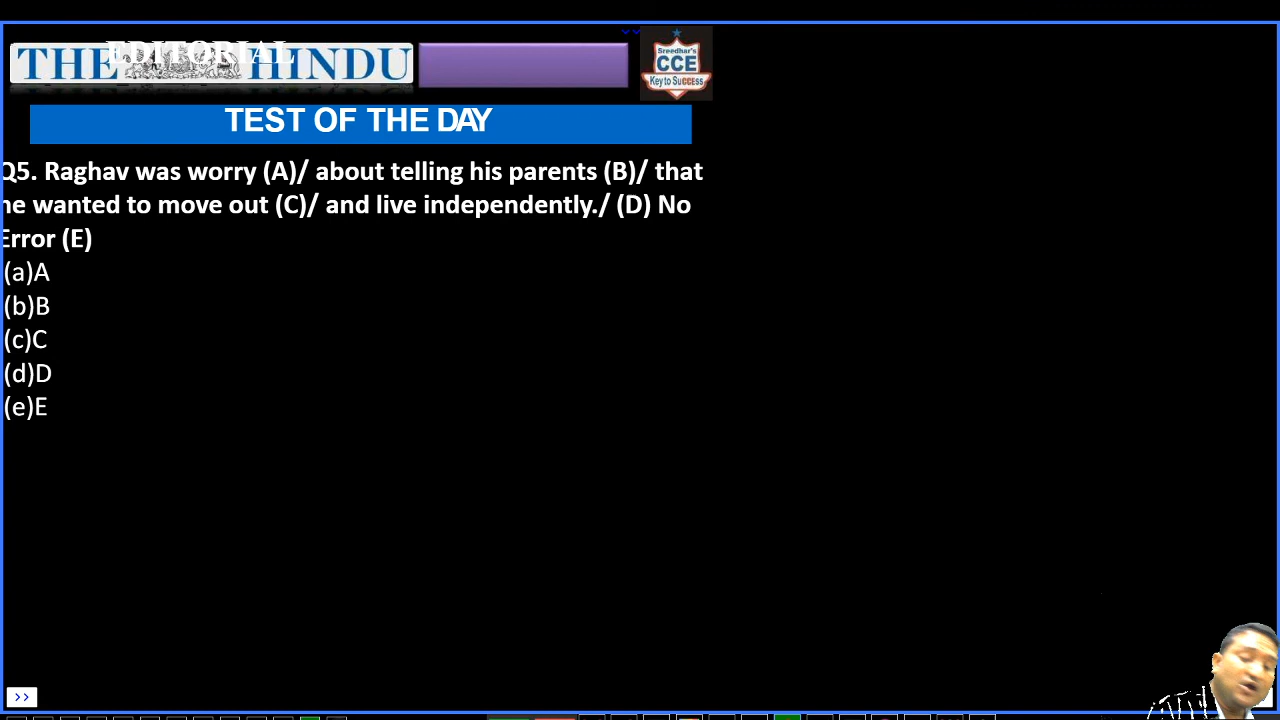 THE HINDU
EDITORIAL
Sreedhar's
CCE
Key to Success
TEST OF THE DAY
Q5. Raghav was worry (A)/ about telling his parents (B)/ that
he wanted to move out (C)/ and live independently./ (D) No
Error (E)
(a)A
(b)B
(c)C
(d)D
(e)E
>>